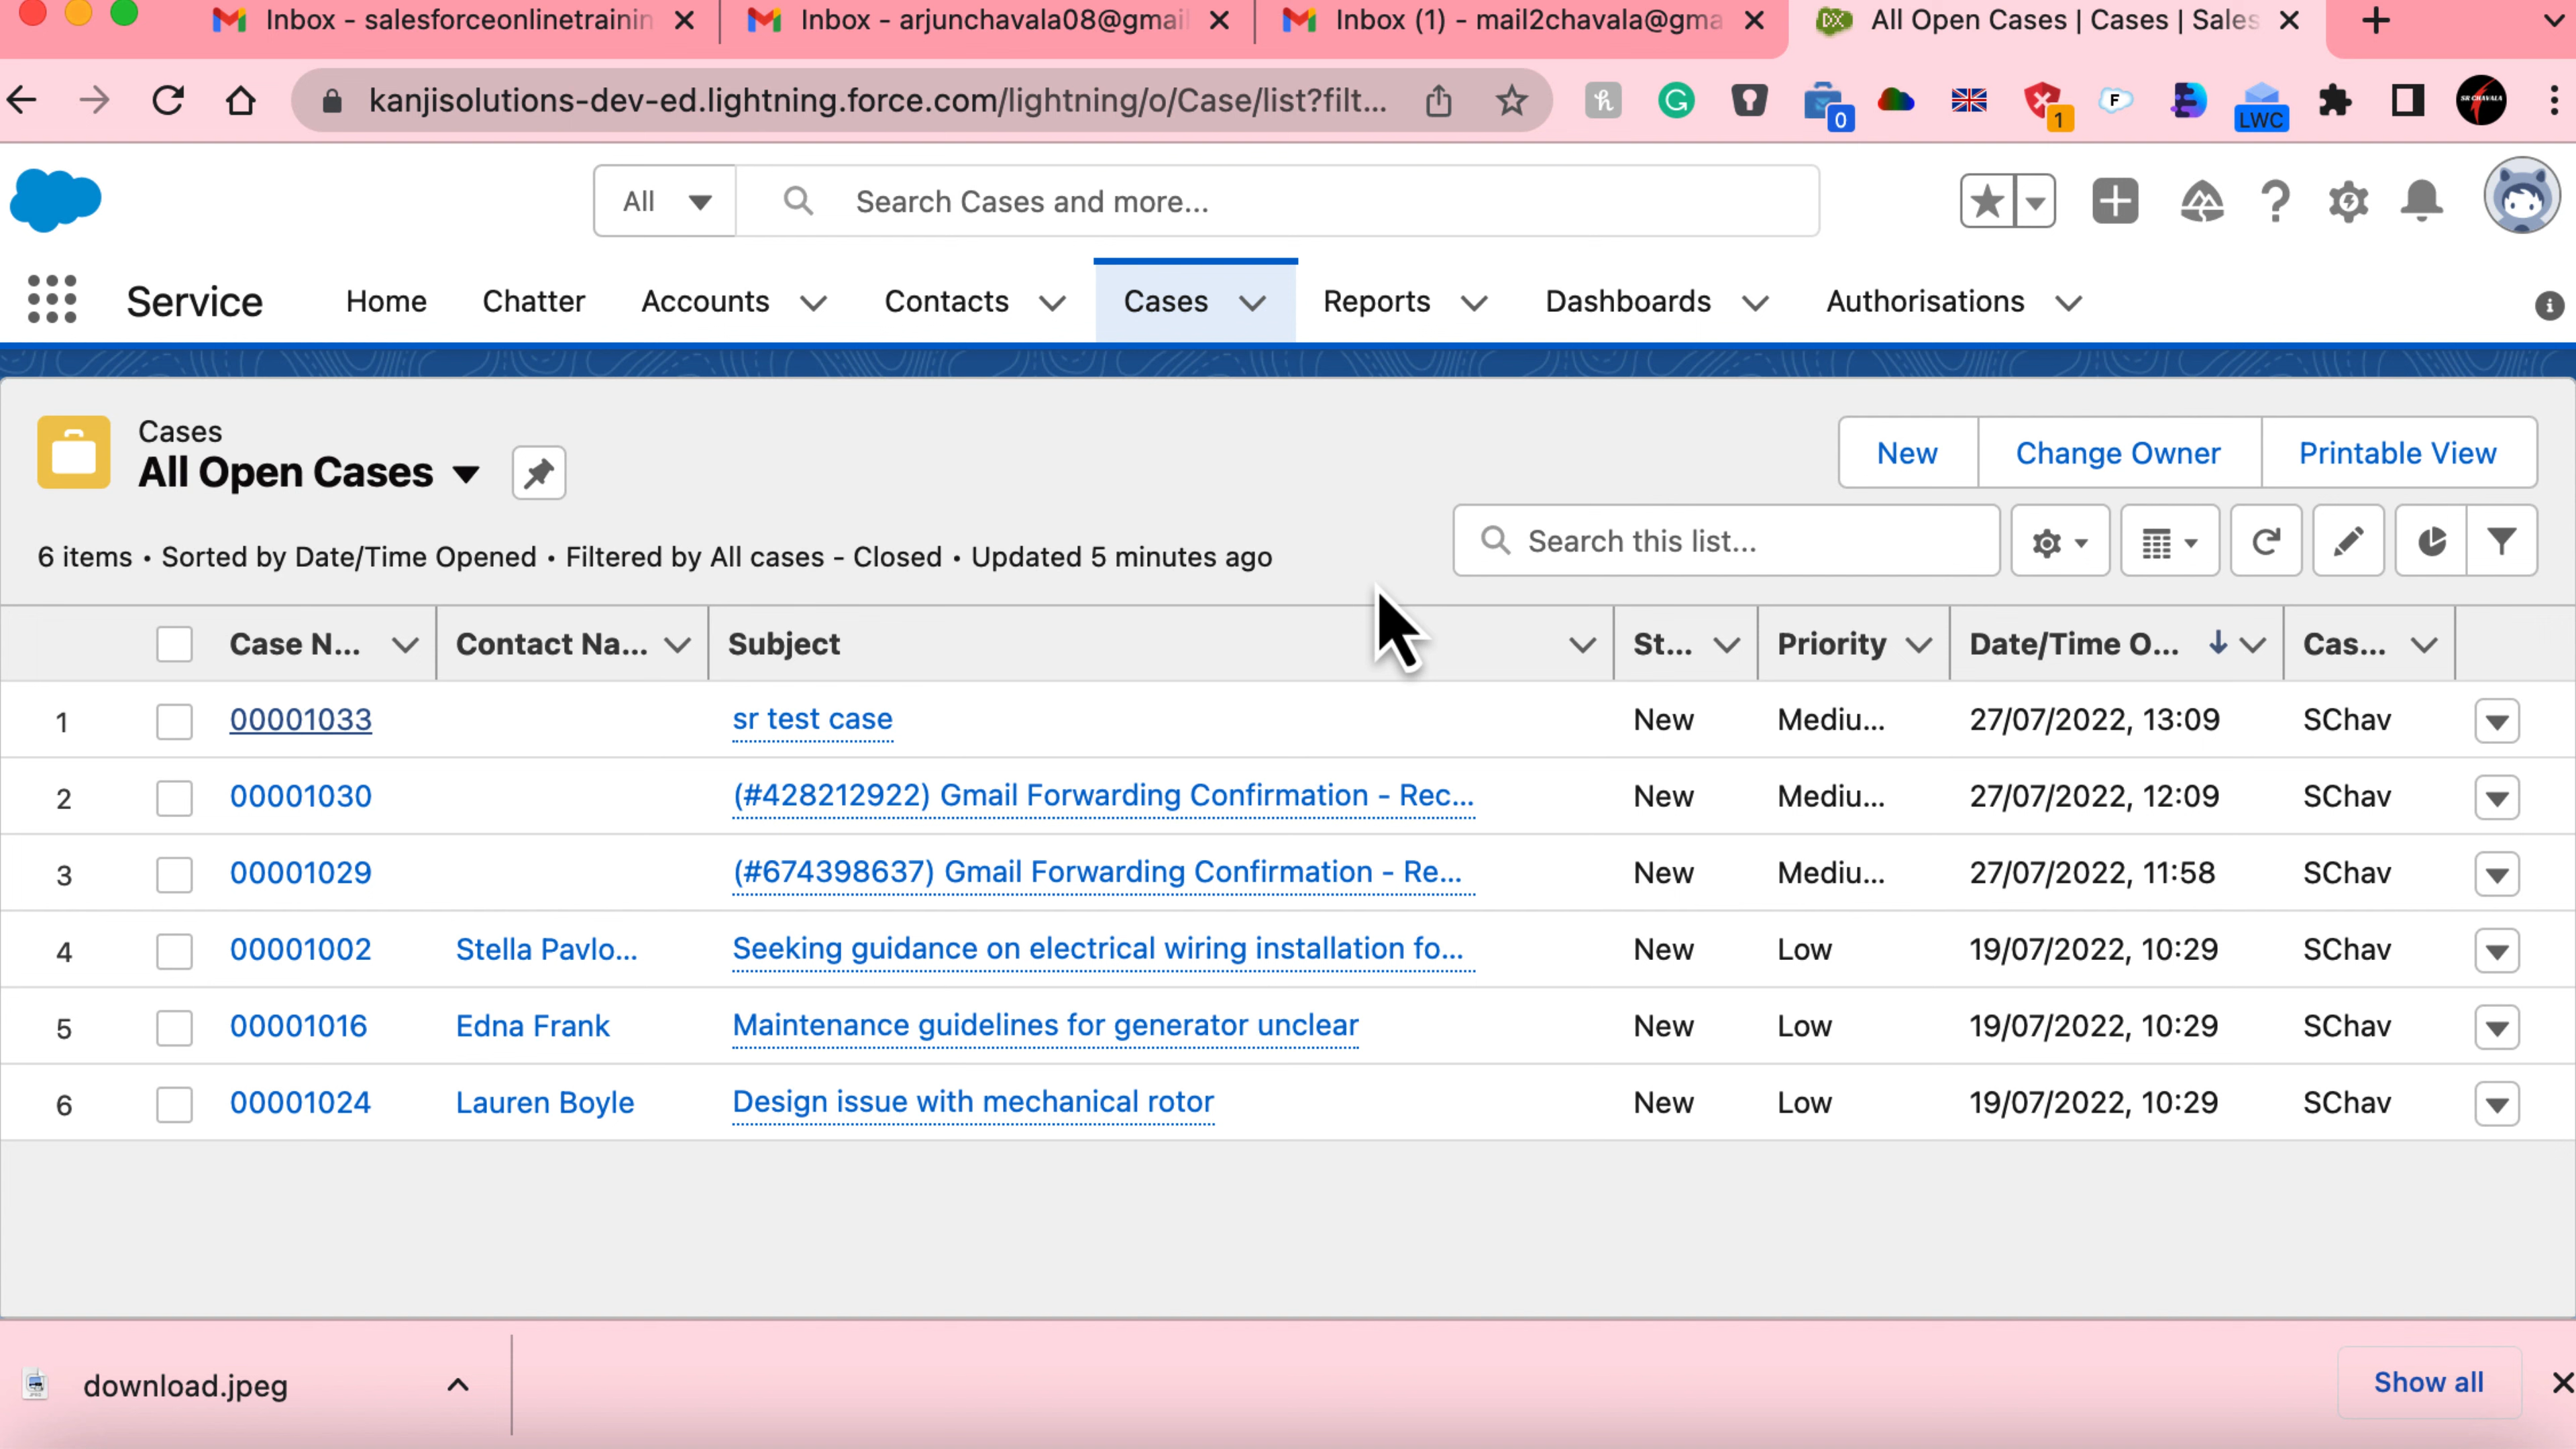 Inbox - salesforceonlinetrainin
Inbox - arjunchavala08@gmail
Inbox (1) - mail2chavala@gma
All Open Cases | Cases | Sales
kanjisolutions-dev-ed.lightning.force.com/lightning/o/Case/list?filt...
0
1
F
LWC
SR CHAVALA
All
Search Cases and more...
Service
Home
Chatter
Accounts
Contacts
Cases
Reports
Dashboards
Authorisations
Cases
All Open Cases
New
Change Owner
Printable View
6 items • Sorted by Date/Time Opened • Filtered by All cases - Closed • Updated 5 minutes ago
Search this list...
Case N... Contact Na... Subject St... Priority Date/Time O... Cas...
1 00001033 sr test case New Mediu... 27/07/2022, 13:09 SChav
2 00001030 (#428212922) Gmail Forwarding Confirmation - Rec... New Mediu... 27/07/2022, 12:09 SChav
3 00001029 (#674398637) Gmail Forwarding Confirmation - Re... New Mediu... 27/07/2022, 11:58 SChav
4 00001002 Stella Pavlo... Seeking guidance on electrical wiring installation fo... New Low 19/07/2022, 10:29 SChav
5 00001016 Edna Frank Maintenance guidelines for generator unclear New Low 19/07/2022, 10:29 SChav
6 00001024 Lauren Boyle Design issue with mechanical rotor New Low 19/07/2022, 10:29 SChav
download.jpeg
Show all